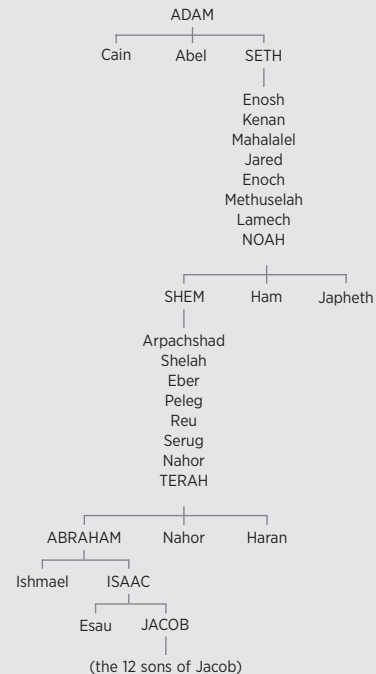 ADAM
Cain Abel SETH
Enosh
Kenan
Mahalalel
Jared
Enoch
Methuselah
Lamech
NOAH
SHEM Ham Japheth
Arpachshad
Shelah
Eber
Peleg
Reu
Serug
Nahor
TERAH
ABRAHAM Nahor Haran
Ishmael ISAAC
Esau JACOB
(the 12 sons of Jacob)